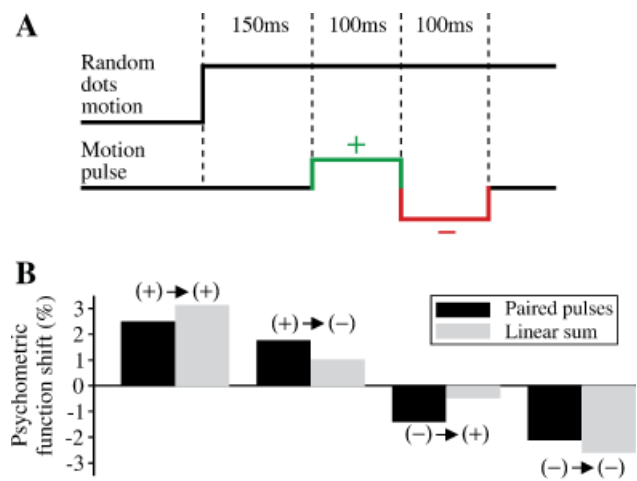 A
150ms 100ms 100ms
Random
dots
motion
Motion
pulse
+
−
B
Psychometric
function shift (%)
3
2
1
0
-1
-2
-3
(+) → (+)
(+) → (−)
(−) → (+)
(−) → (−)
Paired pulses
Linear sum